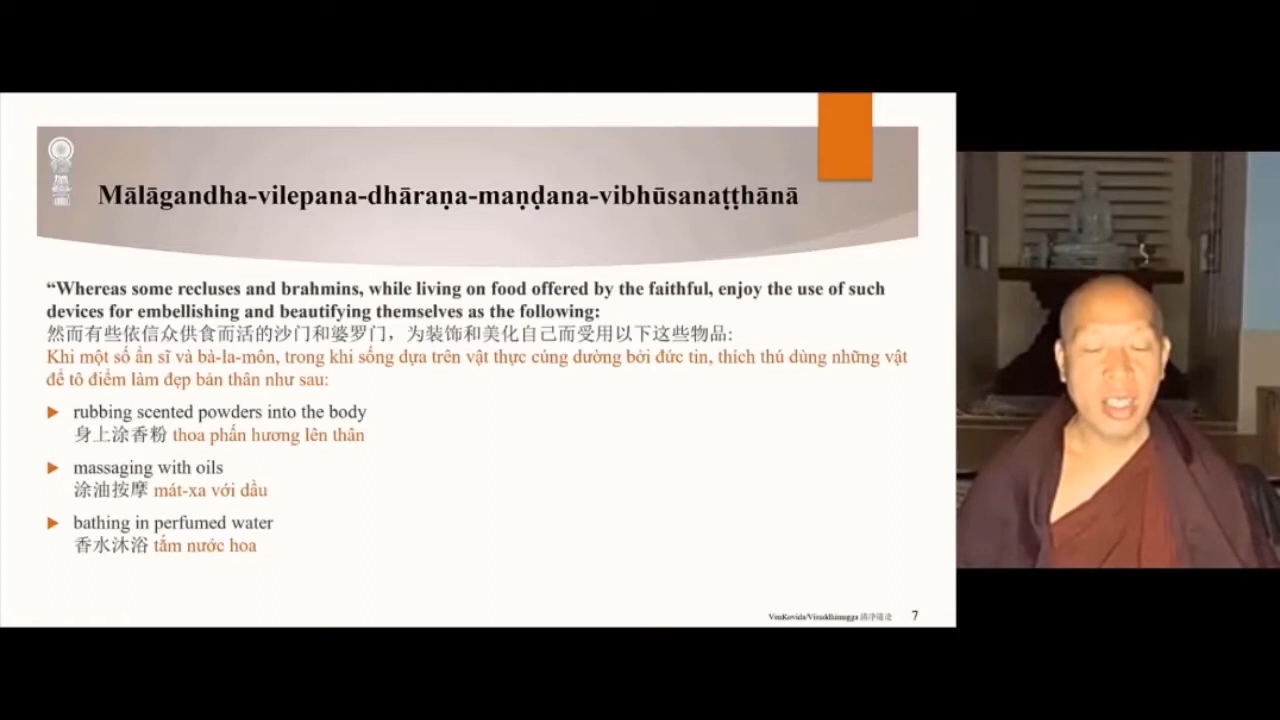 Mālāgandha-vilepana-dhāraṇa-maṇḍana-vibhūsanaṭṭhānā
“Whereas some recluses and brahmins, while living on food offered by the faithful, enjoy the use of such
devices for embellishing and beautifying themselves as the following:
然而有些依信众供食而活的沙门和婆罗门，为装饰和美化自己而受用以下这些物品:
Khi một số ẩn sĩ và bà-la-môn, trong khi sống dựa trên vật thực cúng dường bởi đức tin, thích thú dùng những vật
để tô điểm làm đẹp bản thân như sau:
rubbing scented powders into the body
身上涂香粉 thoa phấn hương lên thân
massaging with oils
涂油按摩 mát-xa với dầu
bathing in perfumed water
香水沐浴 tắm nước hoa
VenKovida/Visuddhimagga 清净道论 7